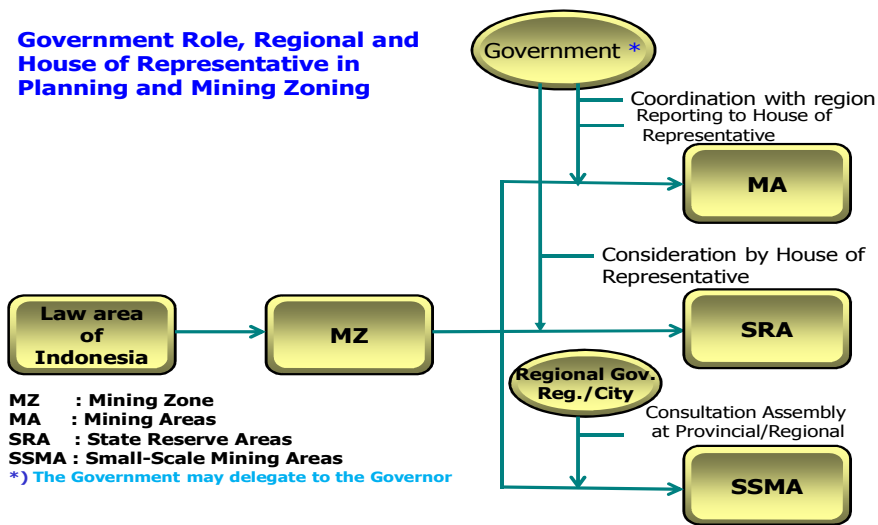 Government Role, Regional and
House of Representative in
Planning and Mining Zoning
Government *
Coordination with region
Reporting to House of
Representative
MA
Consideration by House of
Representative
Law area
of
Indonesia
MZ
SRA
Regional Gov.
Reg./City
Consultation Assembly
at Provincial/Regional
SSMA
MZ : Mining Zone
MA : Mining Areas
SRA : State Reserve Areas
SSMA : Small-Scale Mining Areas
*) The Government may delegate to the Governor